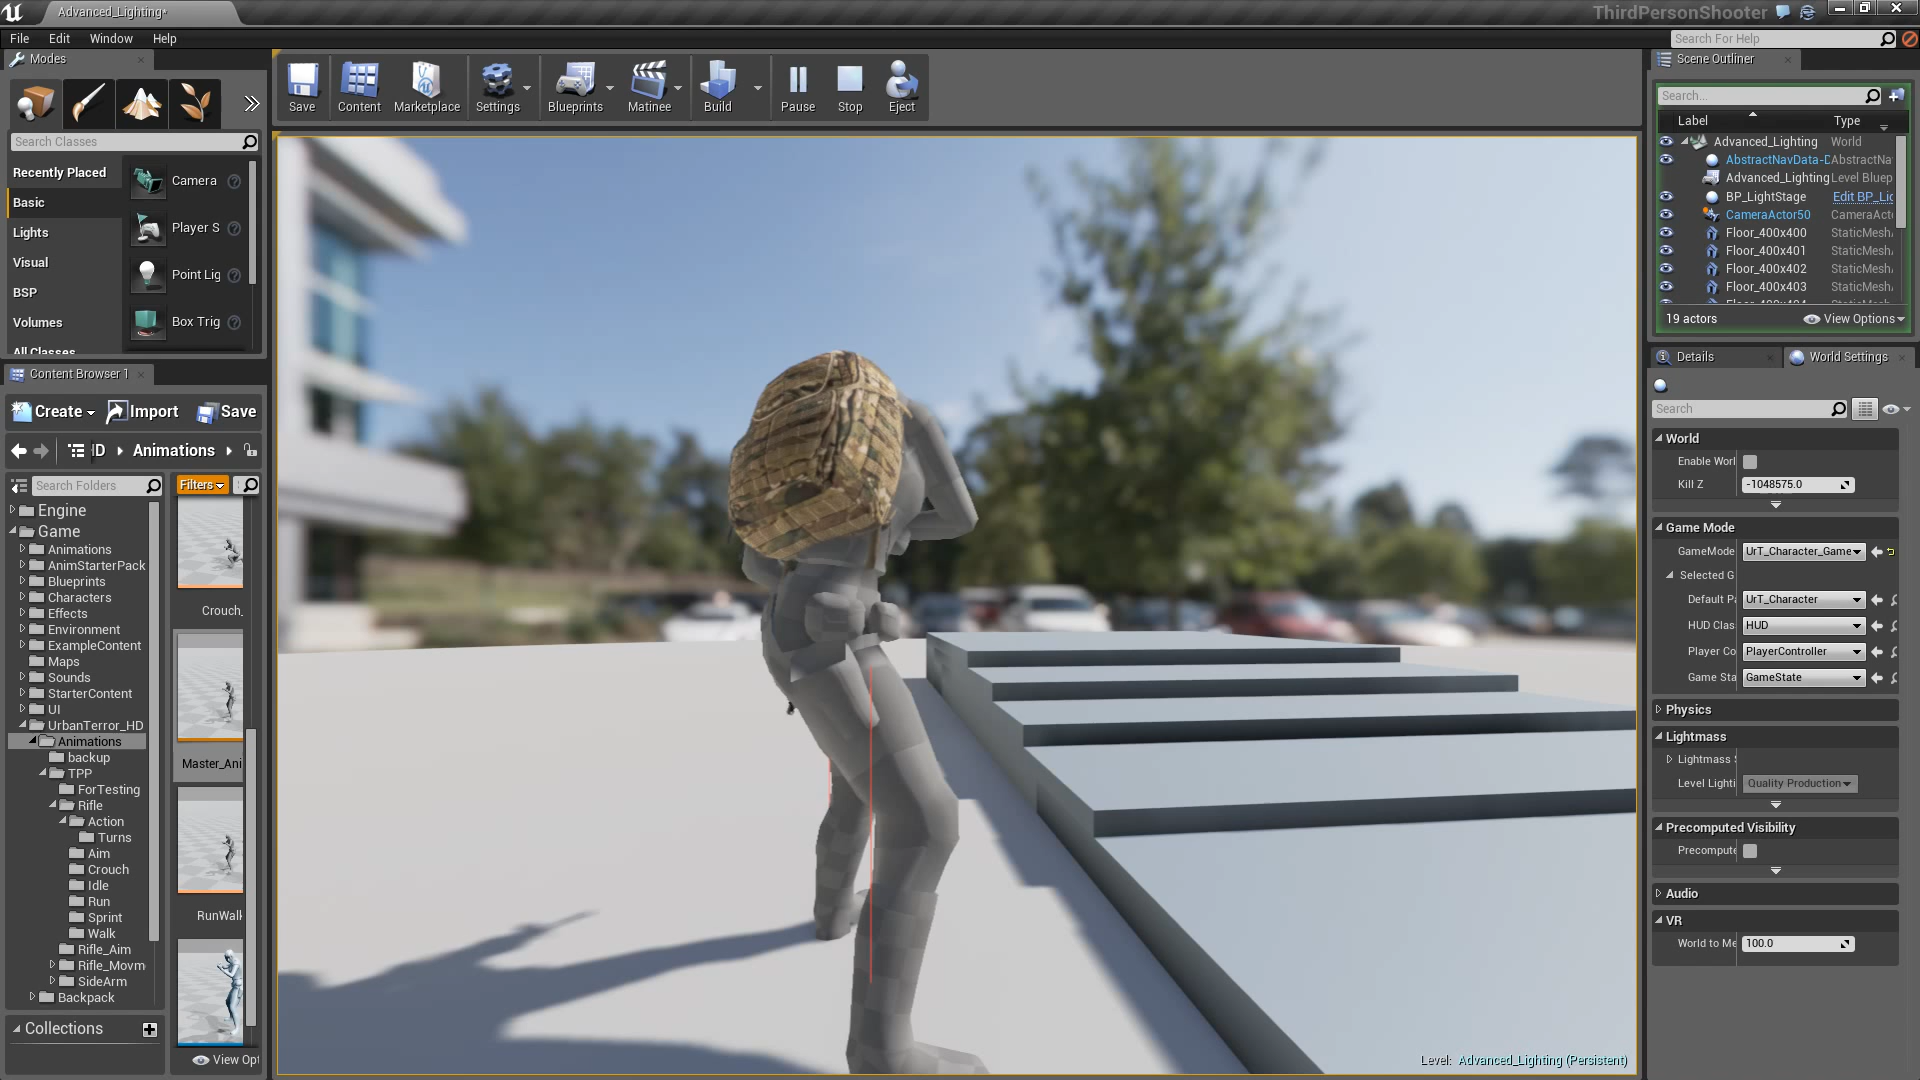 Advanced_Lighting*
ThirdPersonShooter
File Edit Window Help
Search For Help
Modes
Search Classes
Recently Placed
Basic
Lights
Visual
BSP
Volumes
All Classes
Camera
Player S
Point Lig
Box Trig
Save
Content
Marketplace
Settings
Blueprints
Matinee
Build
Pause
Stop
Eject
Content Browser 1
Create Import Save
D Animations
Search Folders
Filters
Engine
Game
Animations
AnimStarterPack
Blueprints
Characters
Effects
Environment
ExampleContent
Maps
Sounds
StarterContent
UI
UrbanTerror_HD
Animations
backup
TPP
ForTesting
Rifle
Action
Turns
Aim
Crouch
Idle
Run
Sprint
Walk
Rifle_Aim
Rifle_Movm
SideArm
Backpack
Collections
Crouch_
Master_Ani
RunWalk
View Opt
Level: Advanced_Lighting (Persistent)
Scene Outliner
Search...
Label Type
Advanced_Lighting World
AbstractNavData-D AbstractNa
Advanced_Lighting Level Bluep
BP_LightStage Edit BP_Lig
CameraActor50 CameraActo
Floor_400x400 StaticMesh
Floor_400x401 StaticMesh
Floor_400x402 StaticMesh
Floor_400x403 StaticMesh
19 actors View Options
Details World Settings
Search
World
Enable Worl
Kill Z -1048575.0
Game Mode
GameMode UrT_Character_Game
Selected G
Default Pa UrT_Character
HUD Clas HUD
Player Co PlayerController
Game Sta GameState
Physics
Lightmass
Lightmass S
Level Lighti Quality Production
Precomputed Visibility
Precompute
Audio
VR
World to Me 100.0